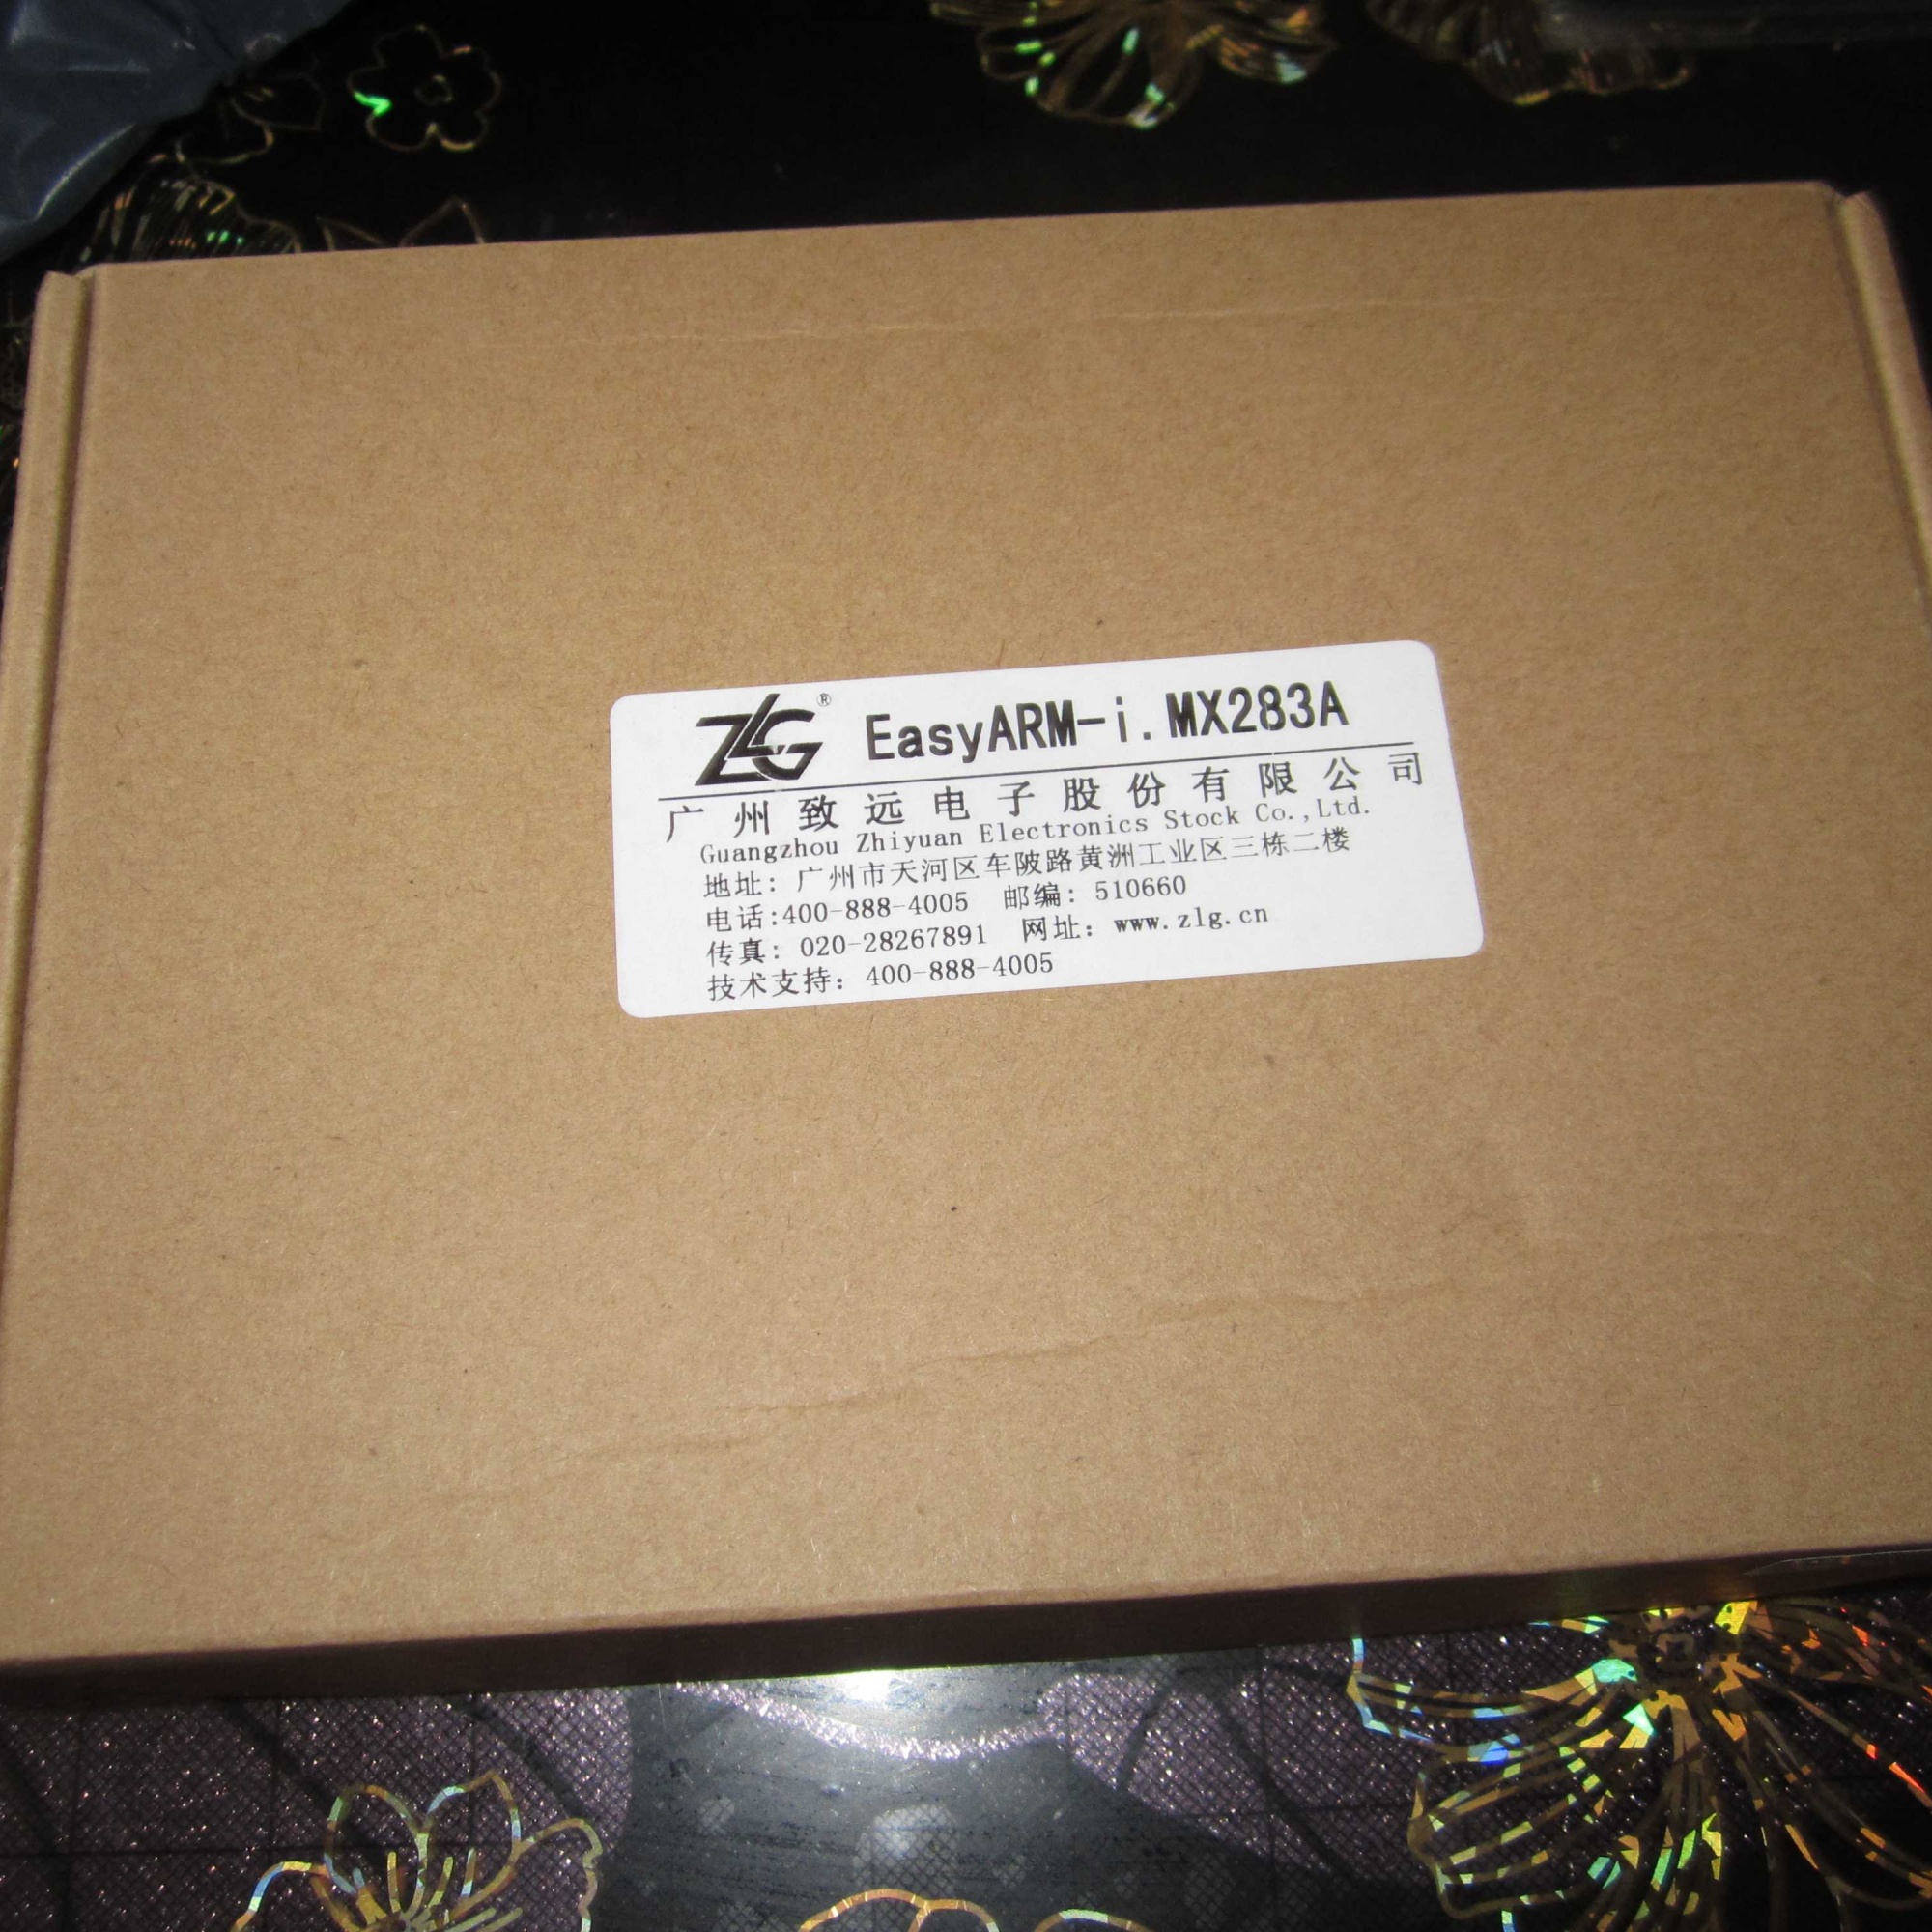 ZLG® EasyARM-i.MX283A
广州致远电子股份有限公司
Guangzhou Zhiyuan Electronics Stock Co.,Ltd.
地址: 广州市天河区车陂路黄洲工业区三栋二楼
电话:400-888-4005 邮编: 510660
传真: 020-28267891 网址: www.zlg.cn
技术支持: 400-888-4005